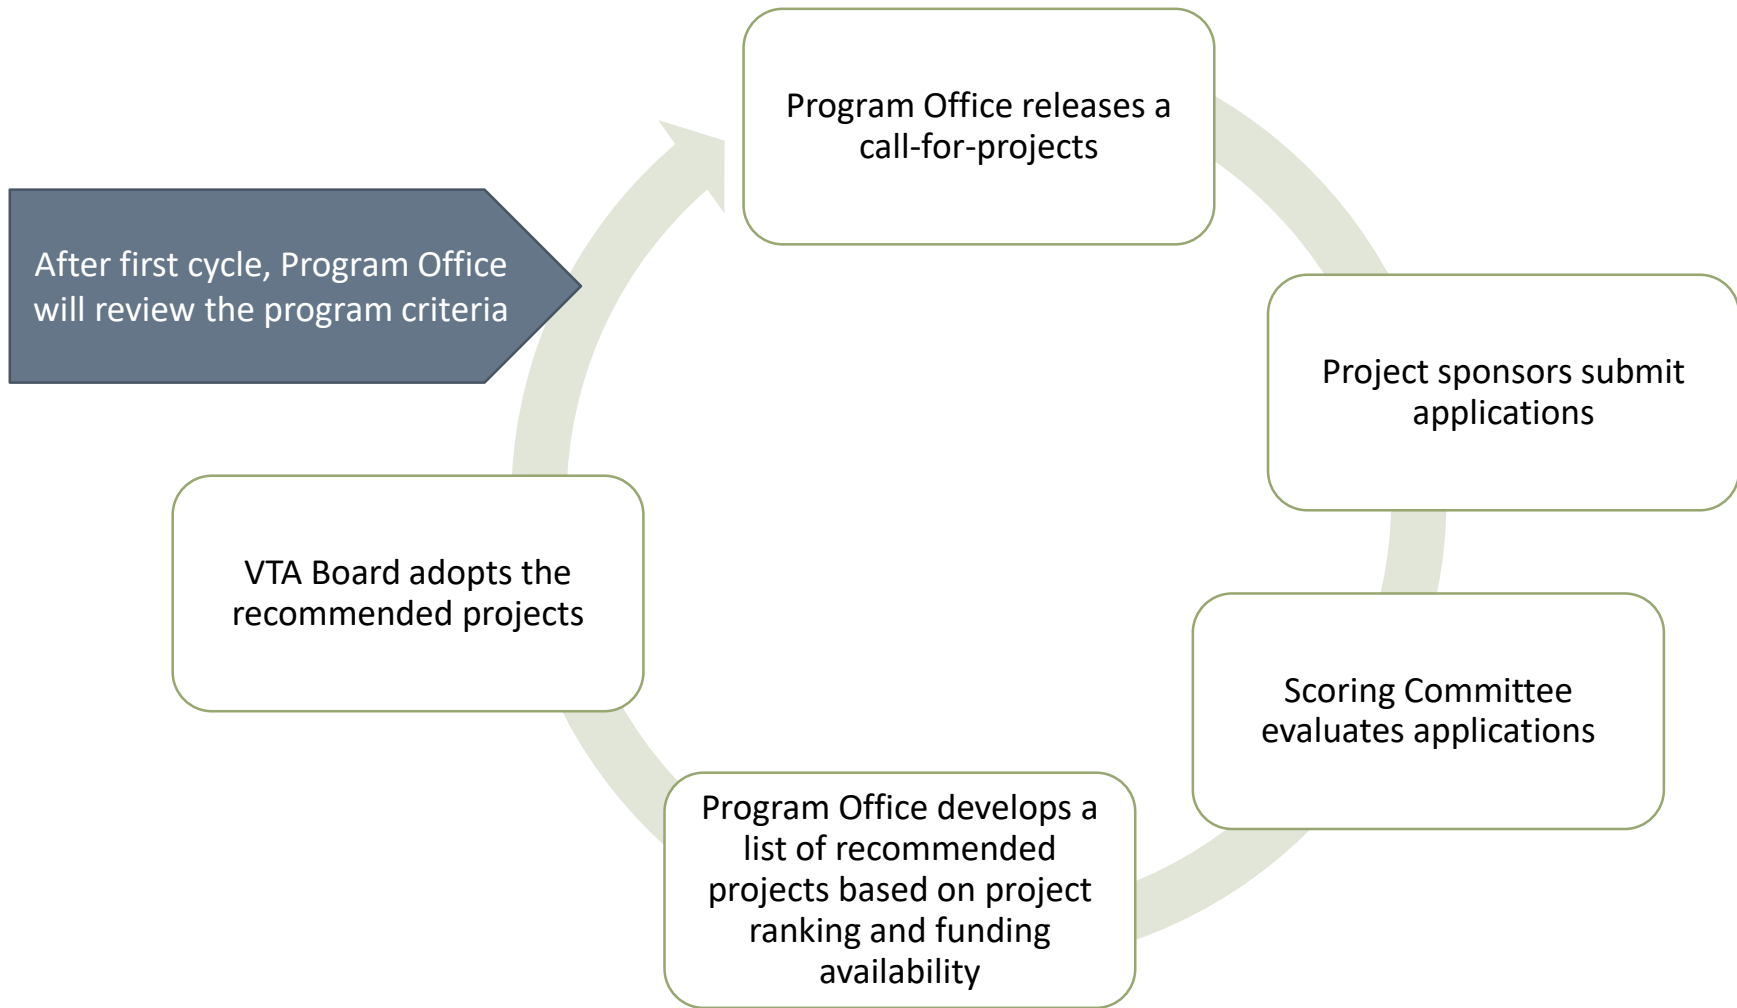 Program Office releases a
call-for-projects
After first cycle, Program Office
will review the program criteria
Project sponsors submit
applications
VTA Board adopts the
recommended projects
Scoring Committee
evaluates applications
Program Office develops a
list of recommended
projects based on project
ranking and funding
availability